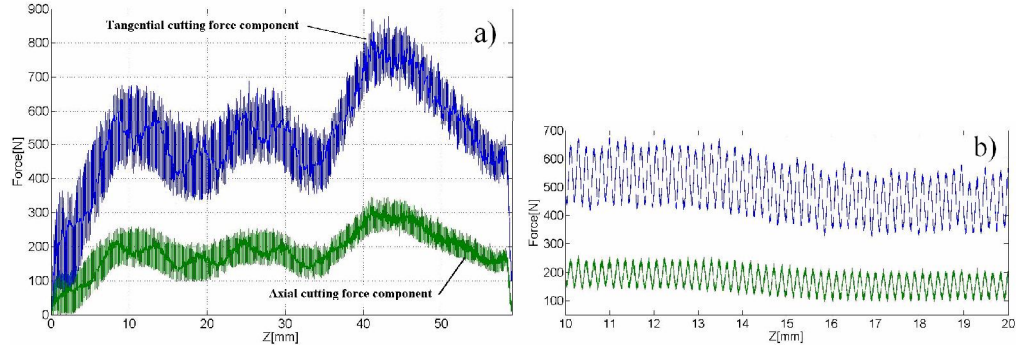 900
800
700
600
500
400
300
200
100
0
Force[N]
Tangential cutting force component
a)
Axial cutting force component
0 10 20 30 40 50
Z[mm]
700
600
500
400
300
200
100
Force[N]
b)
10 11 12 13 14 15 16 17 18 19 20
Z[mm]